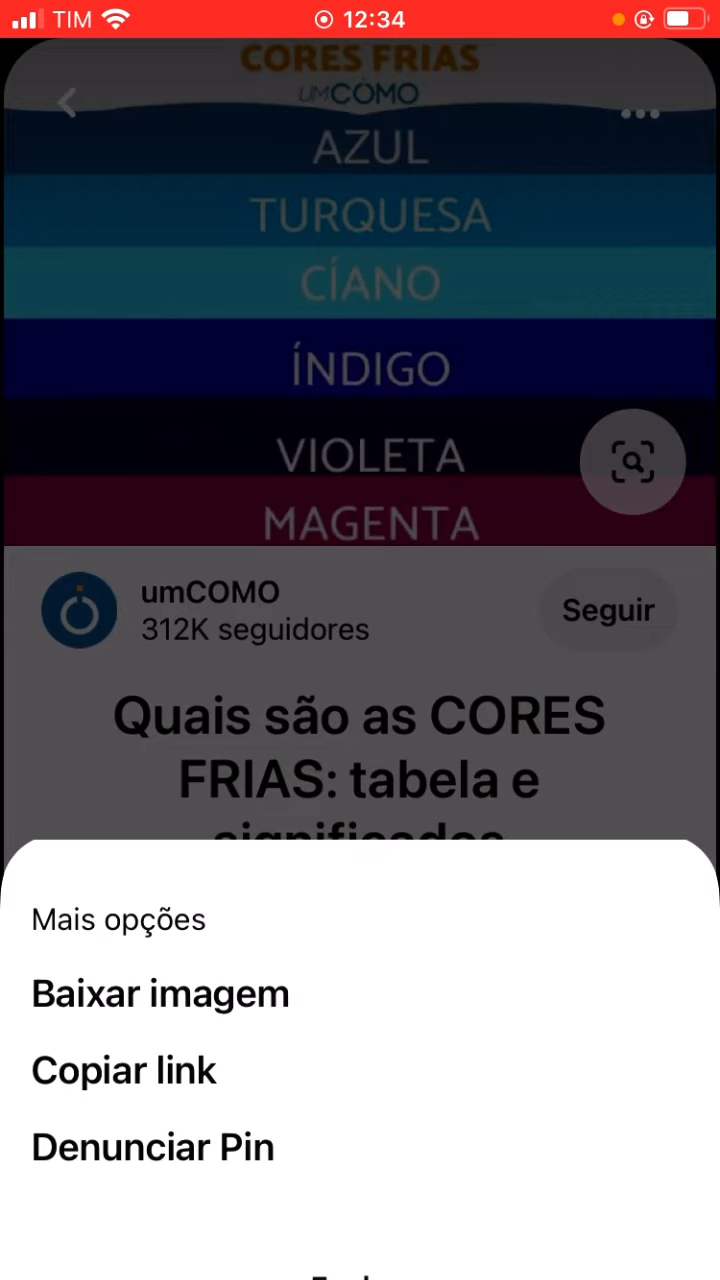 TIM 12:34
CORES FRIAS
umCOMO
AZUL
TURQUESA
CÍANO
ÍNDIGO
VIOLETA
MAGENTA
umCOMO
312K seguidores
Seguir
Quais são as CORES
FRIAS: tabela e
significados
Mais opções
Baixar imagem
Copiar link
Denunciar Pin